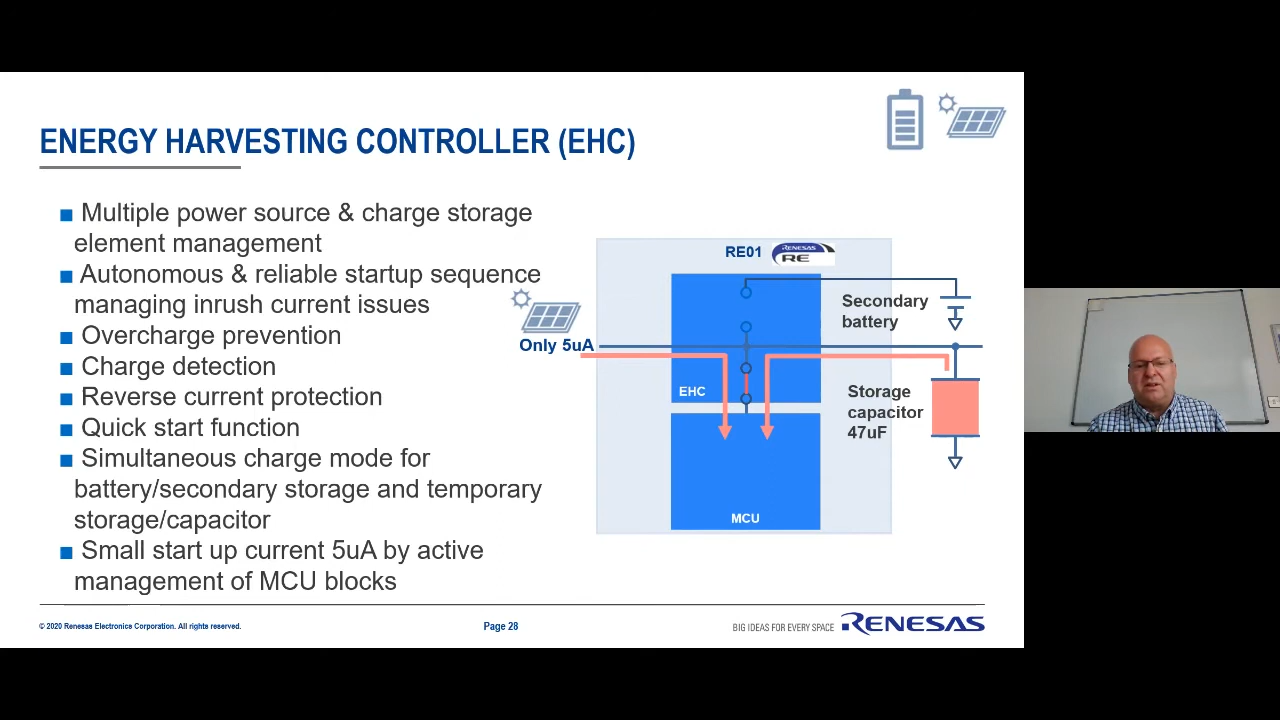 ENERGY HARVESTING CONTROLLER (EHC)
Multiple power source & charge storage
element management
Autonomous & reliable startup sequence
managing inrush current issues
Overcharge prevention
Charge detection
Reverse current protection
Quick start function
Simultaneous charge mode for
battery/secondary storage and temporary
storage/capacitor
Small start up current 5uA by active
management of MCU blocks
RE01
RENESAS
RE
Only 5uA
EHC
MCU
Secondary
battery
Storage
capacitor
47uF
© 2020 Renesas Electronics Corporation. All rights reserved.
Page 28
BIG IDEAS FOR EVERY SPACE
RENESAS